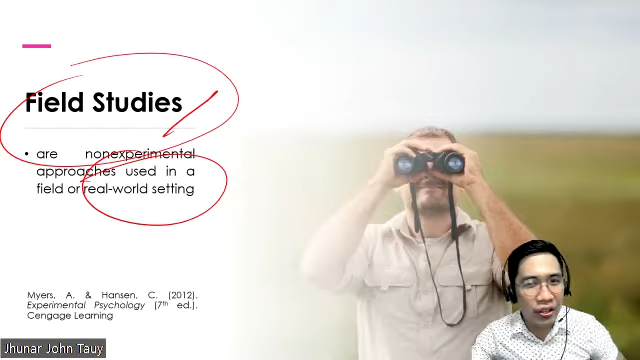 Field Studies
• are nonexperimental
approaches used in a
field or real-world setting
Myers, A. & Hansen, C. (2012).
Experimental Psychology (7th ed.).
Cengage Learning
Jhunar John Tauy